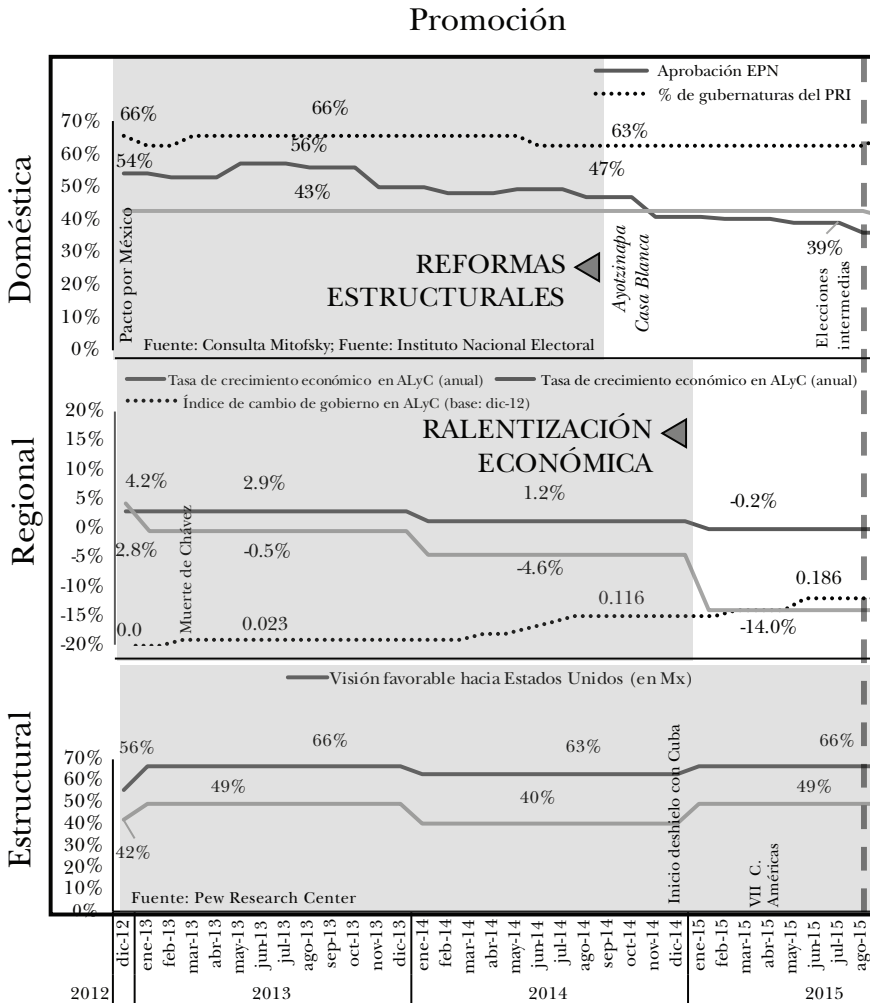 Promoción
Doméstica
Aprobación EPN
% de gubernaturas del PRI
70%
60%
50%
40%
30%
20%
10%
0%
66%
66%
63%
54%
56%
47%
43%
39%
Pacto por México
REFORMAS
ESTRUCTURALES
Ayotzinapa
Casa Blanca
Elecciones
intermedias
Fuente: Consulta Mitofsky; Fuente: Instituto Nacional Electoral
Regional
Tasa de crecimiento económico en ALyC (anual)
Tasa de crecimiento económico en ALyC (anual)
Índice de cambio de gobierno en ALyC (base: dic-12)
20%
15%
10%
5%
0%
-5%
-10%
-15%
-20%
RALENTIZACIÓN
ECONÓMICA
4.2%
2.9%
1.2%
-0.2%
2.8%
-0.5%
-4.6%
-14.0%
0.0
0.023
0.116
0.186
Muerte de Chávez
Estructural
Visión favorable hacia Estados Unidos (en Mx)
70%
60%
50%
40%
30%
20%
10%
0%
56%
66%
63%
66%
42%
49%
40%
49%
Inicio deshielo con Cuba
VII C.
Américas
Fuente: Pew Research Center
dic-12
ene-13
feb-13
mar-13
abr-13
may-13
jun-13
jul-13
ago-13
sep-13
oct-13
nov-13
dic-13
ene-14
feb-14
mar-14
abr-14
may-14
jun-14
jul-14
ago-14
sep-14
oct-14
nov-14
dic-14
ene-15
feb-15
mar-15
abr-15
may-15
jun-15
jul-15
ago-15
2012
2013
2014
2015